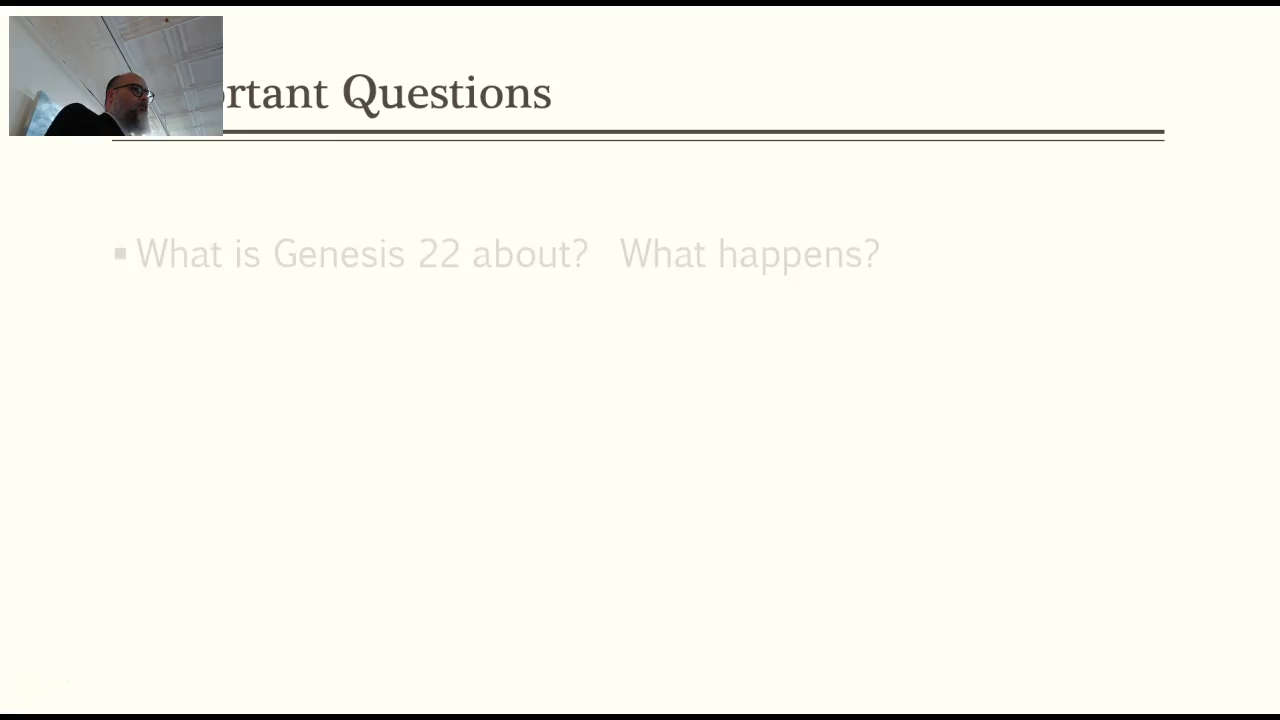 rtant Questions
▪ What is Genesis 22 about? What happens?